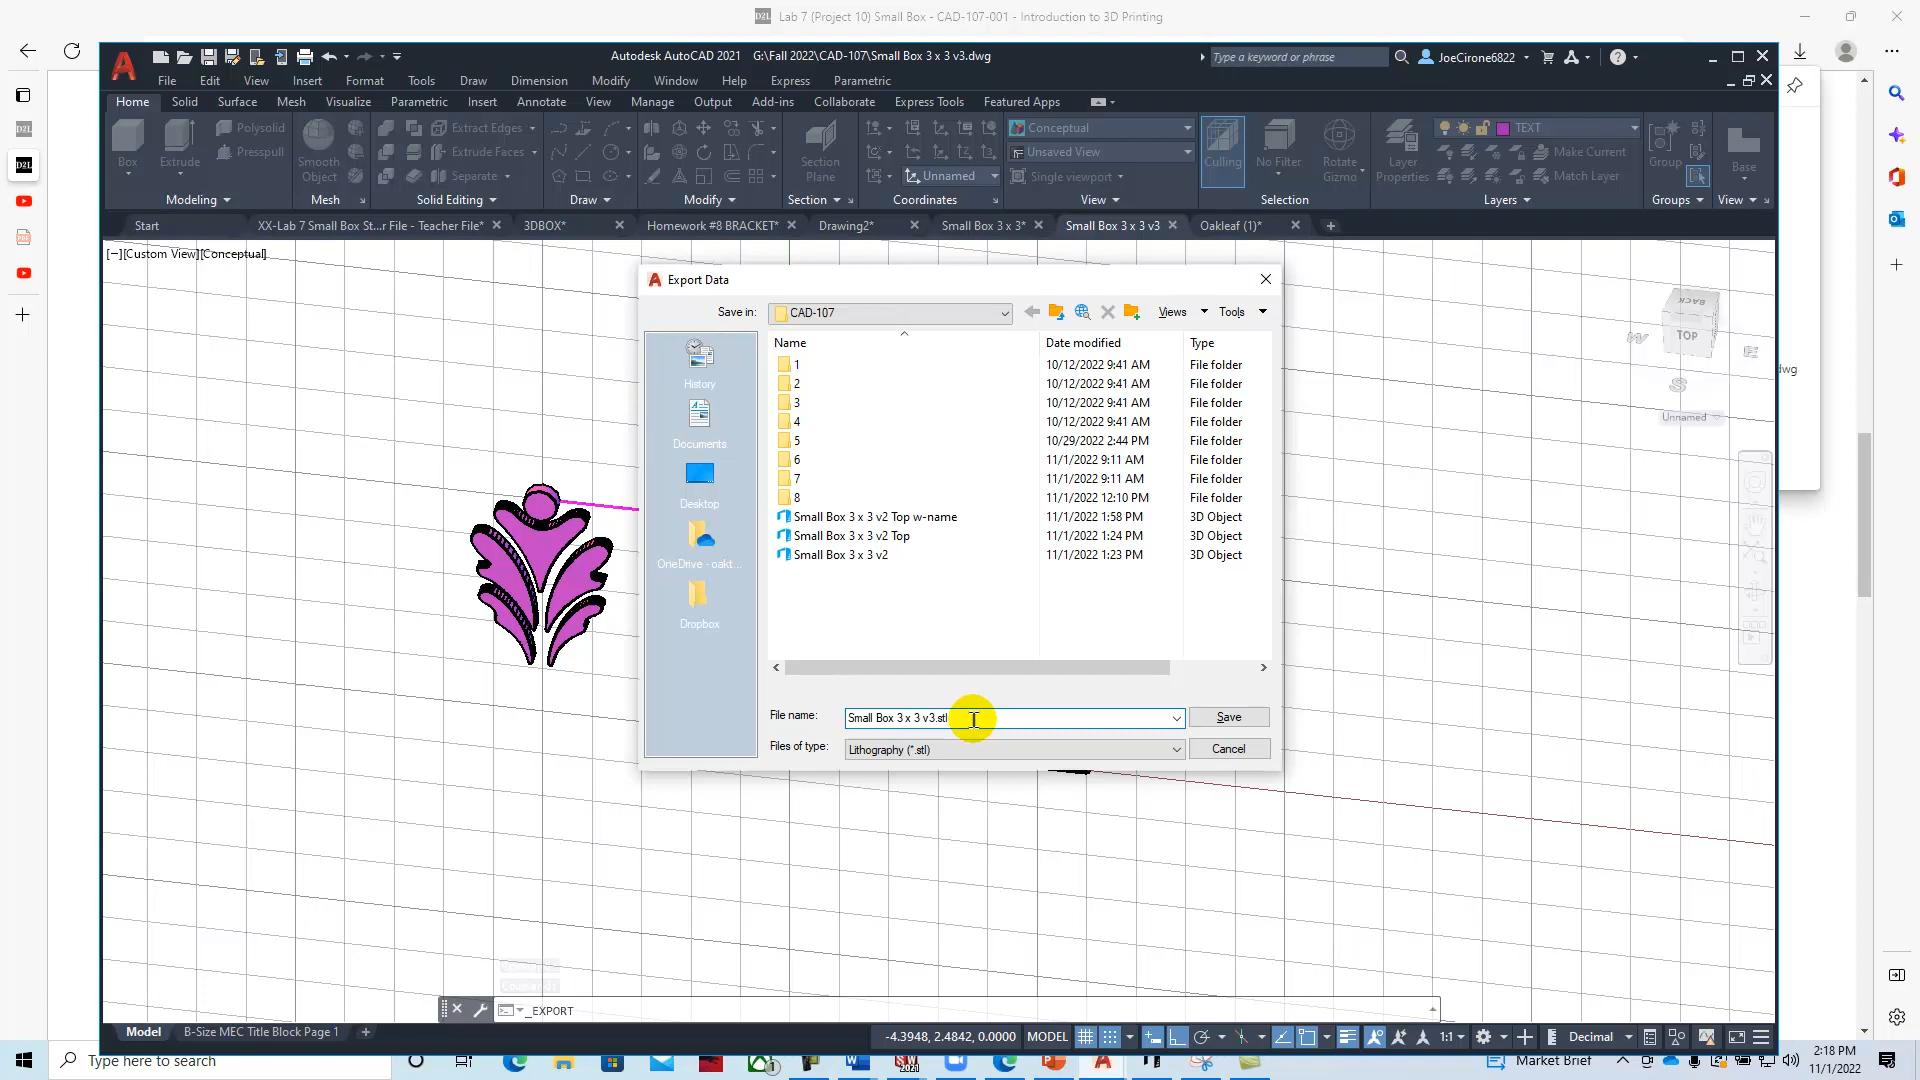 Lab 7 (Project 10) Small Box - CAD-107-001 - Introduction to 3D Printing
Autodesk AutoCAD 2021 G:\Fall 2022\CAD-107\Small Box 3 x 3 v3.dwg
Type a keyword or phrase
JoeCirone6822
File Edit View Insert Format Tools Draw Dimension Modify Window Help Express Parametric
Home Solid Surface Mesh Visualize Parametric Insert Annotate View Manage Output Add-ins Collaborate Express Tools Featured Apps
Box
Extrude
Polysolid
Presspull
Smooth
Object
Extract Edges
Extrude Faces
Separate
Section
Plane
Unnamed
Conceptual
Unsaved View
Single viewport
Culling
No Filter
Rotate
Gizmo
Layer
Properties
TEXT
Make Current
Match Layer
Group
Base
Modeling Mesh Solid Editing Draw Modify Section Coordinates View Selection Layers Groups View
Start
XX-Lab 7 Small Box St...r File - Teacher File*
3DBOX*
Homework #8 BRACKET*
Drawing2*
Small Box 3 x 3*
Small Box 3 x 3 v3
Oakleaf (1)*
[−][Custom View][Conceptual]
BACK
TOP
W
E
S
Unnamed
dwg
Export Data
Save in: CAD-107
Views Tools
Name Date modified Type
1 10/12/2022 9:41 AM File folder
2 10/12/2022 9:41 AM File folder
3 10/12/2022 9:41 AM File folder
4 10/12/2022 9:41 AM File folder
5 10/29/2022 2:44 PM File folder
6 11/1/2022 9:11 AM File folder
7 11/1/2022 9:11 AM File folder
8 11/1/2022 12:10 PM File folder
Small Box 3 x 3 v2 Top w-name 11/1/2022 1:58 PM 3D Object
Small Box 3 x 3 v2 Top 11/1/2022 1:24 PM 3D Object
Small Box 3 x 3 v2 11/1/2022 1:23 PM 3D Object
History
Documents
Desktop
OneDrive - oakt...
Dropbox
File name: Small Box 3 x 3 v3.stl
Save
Files of type: Lithography (*.stl)
Cancel
_EXPORT
Model B-Size MEC Title Block Page 1
-4.3948, 2.4842, 0.0000 MODEL
1:1
Decimal
Type here to search
Market Brief
2:18 PM
11/1/2022